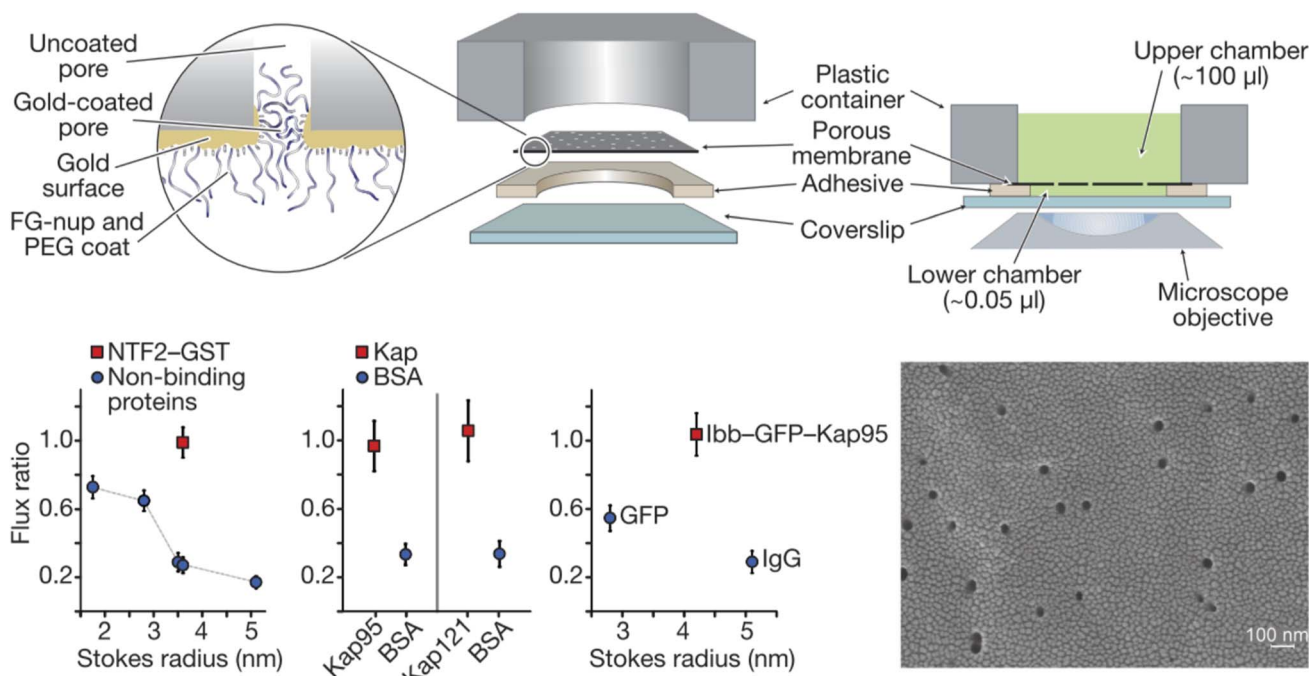 Uncoated
pore
Gold-coated
pore
Gold
surface
FG-nup and
PEG coat
Plastic
container
Porous
membrane
Adhesive
Coverslip
Upper chamber
(~100 µl)
Lower chamber
(~0.05 µl)
Microscope
objective
NTF2–GST
Non-binding
proteins
Flux ratio
1.0
0.6
0.2
2 3 4 5
Stokes radius (nm)
Kap
BSA
1.0
0.6
0.2
Kap95
BSA
Kap121
BSA
1.0
0.6
0.2
Ibb–GFP–Kap95
GFP
IgG
3 4 5
Stokes radius (nm)
100 nm